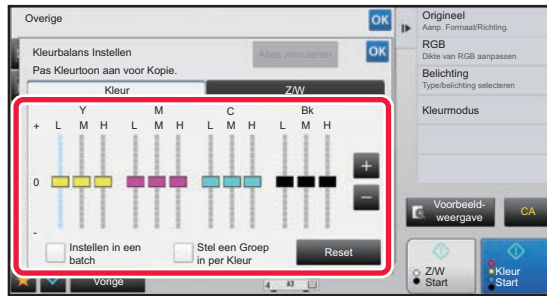 Overige
OK
Kleurbalans Instellen
Alles annuleren
OK
Pas Kleurtoon aan voor Kopie.
Kleur
Z/W
Y M C Bk
+ L M H L M H L M H L M H
+
0
−
-
Instellen in een batch
Stel een Groep in per Kleur
Reset
Vorige
4 A3
Origineel
Aanp. Formaat/Richting.
RGB
Dikte van RGB aanpassen
Belichting
Type/belichting selecteren
Kleurmodus
Voorbeeld-
weergave
CA
Z/W
Start
Kleur
Start